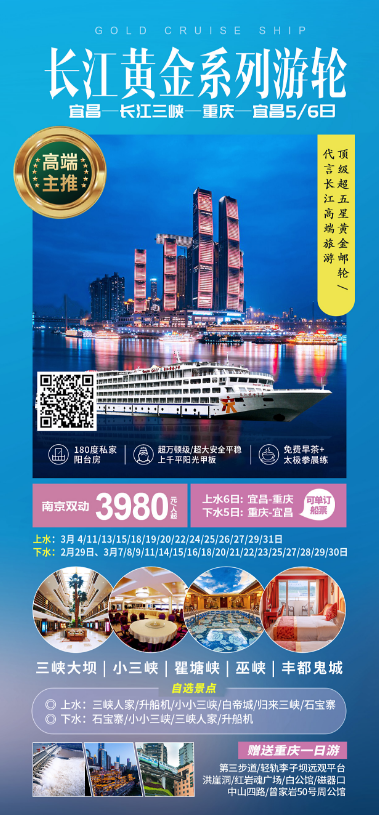 GOLD CRUISE SHIP
长江黄金系列游轮
宜昌—长江三峡—重庆—宜昌5/6日
高端
主推
顶级超五星黄金邮轮/
代言长江高端旅游
180度私家
阳台房
超万顿级/超大安全平稳
上千平阳光甲板
免费早茶+
太极拳晨练
南京双动 3980元/人起
上水6日: 宜昌-重庆
下水5日: 重庆-宜昌
可单订
船票
上水: 3月 4/11/13/15/18/19/20/22/24/25/26/27/29/31日
下水: 2月29日、3月7/8/9/11/14/15/16/18/20/21/22/23/25/27/28/29/30日
三峡大坝 | 小三峡 | 瞿塘峡 | 巫峡 | 丰都鬼城
自选景点
◎ 上水: 三峡人家/升船机/小小三峡/白帝城/归来三峡/石宝寨
◎ 下水: 石宝寨/小小三峡/三峡人家/升船机
赠送重庆一日游
第三步道/轻轨李子坝远观平台
洪崖洞/红岩魂广场/白公馆/磁器口
中山四路/曾家岩50号周公馆